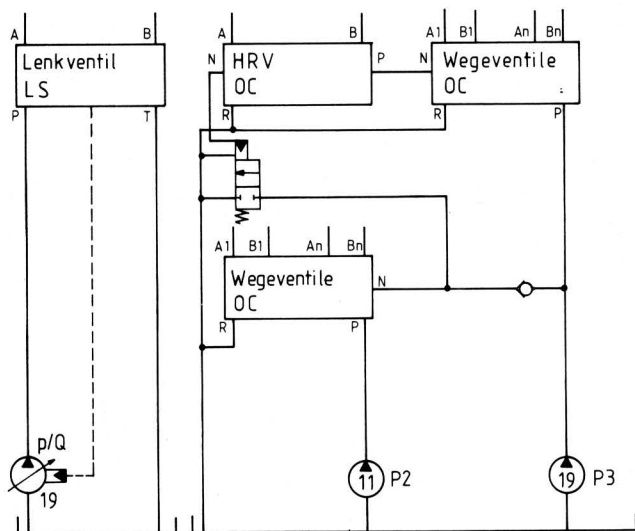 A B A B A1 B1 An Bn
Lenkventil
LS
N HRV
OC
P N Wegeventile
OC
P T R R P
A1 B1 An Bn
Wegeventile
OC
N
R P
p/Q
19
11 P2
19 P3